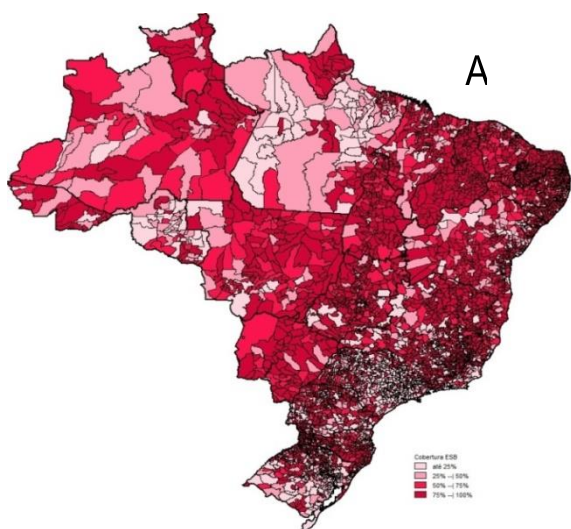 A
Cobertura ESB
até 25%
25% --| 50%
50% --| 75%
75% --| 100%